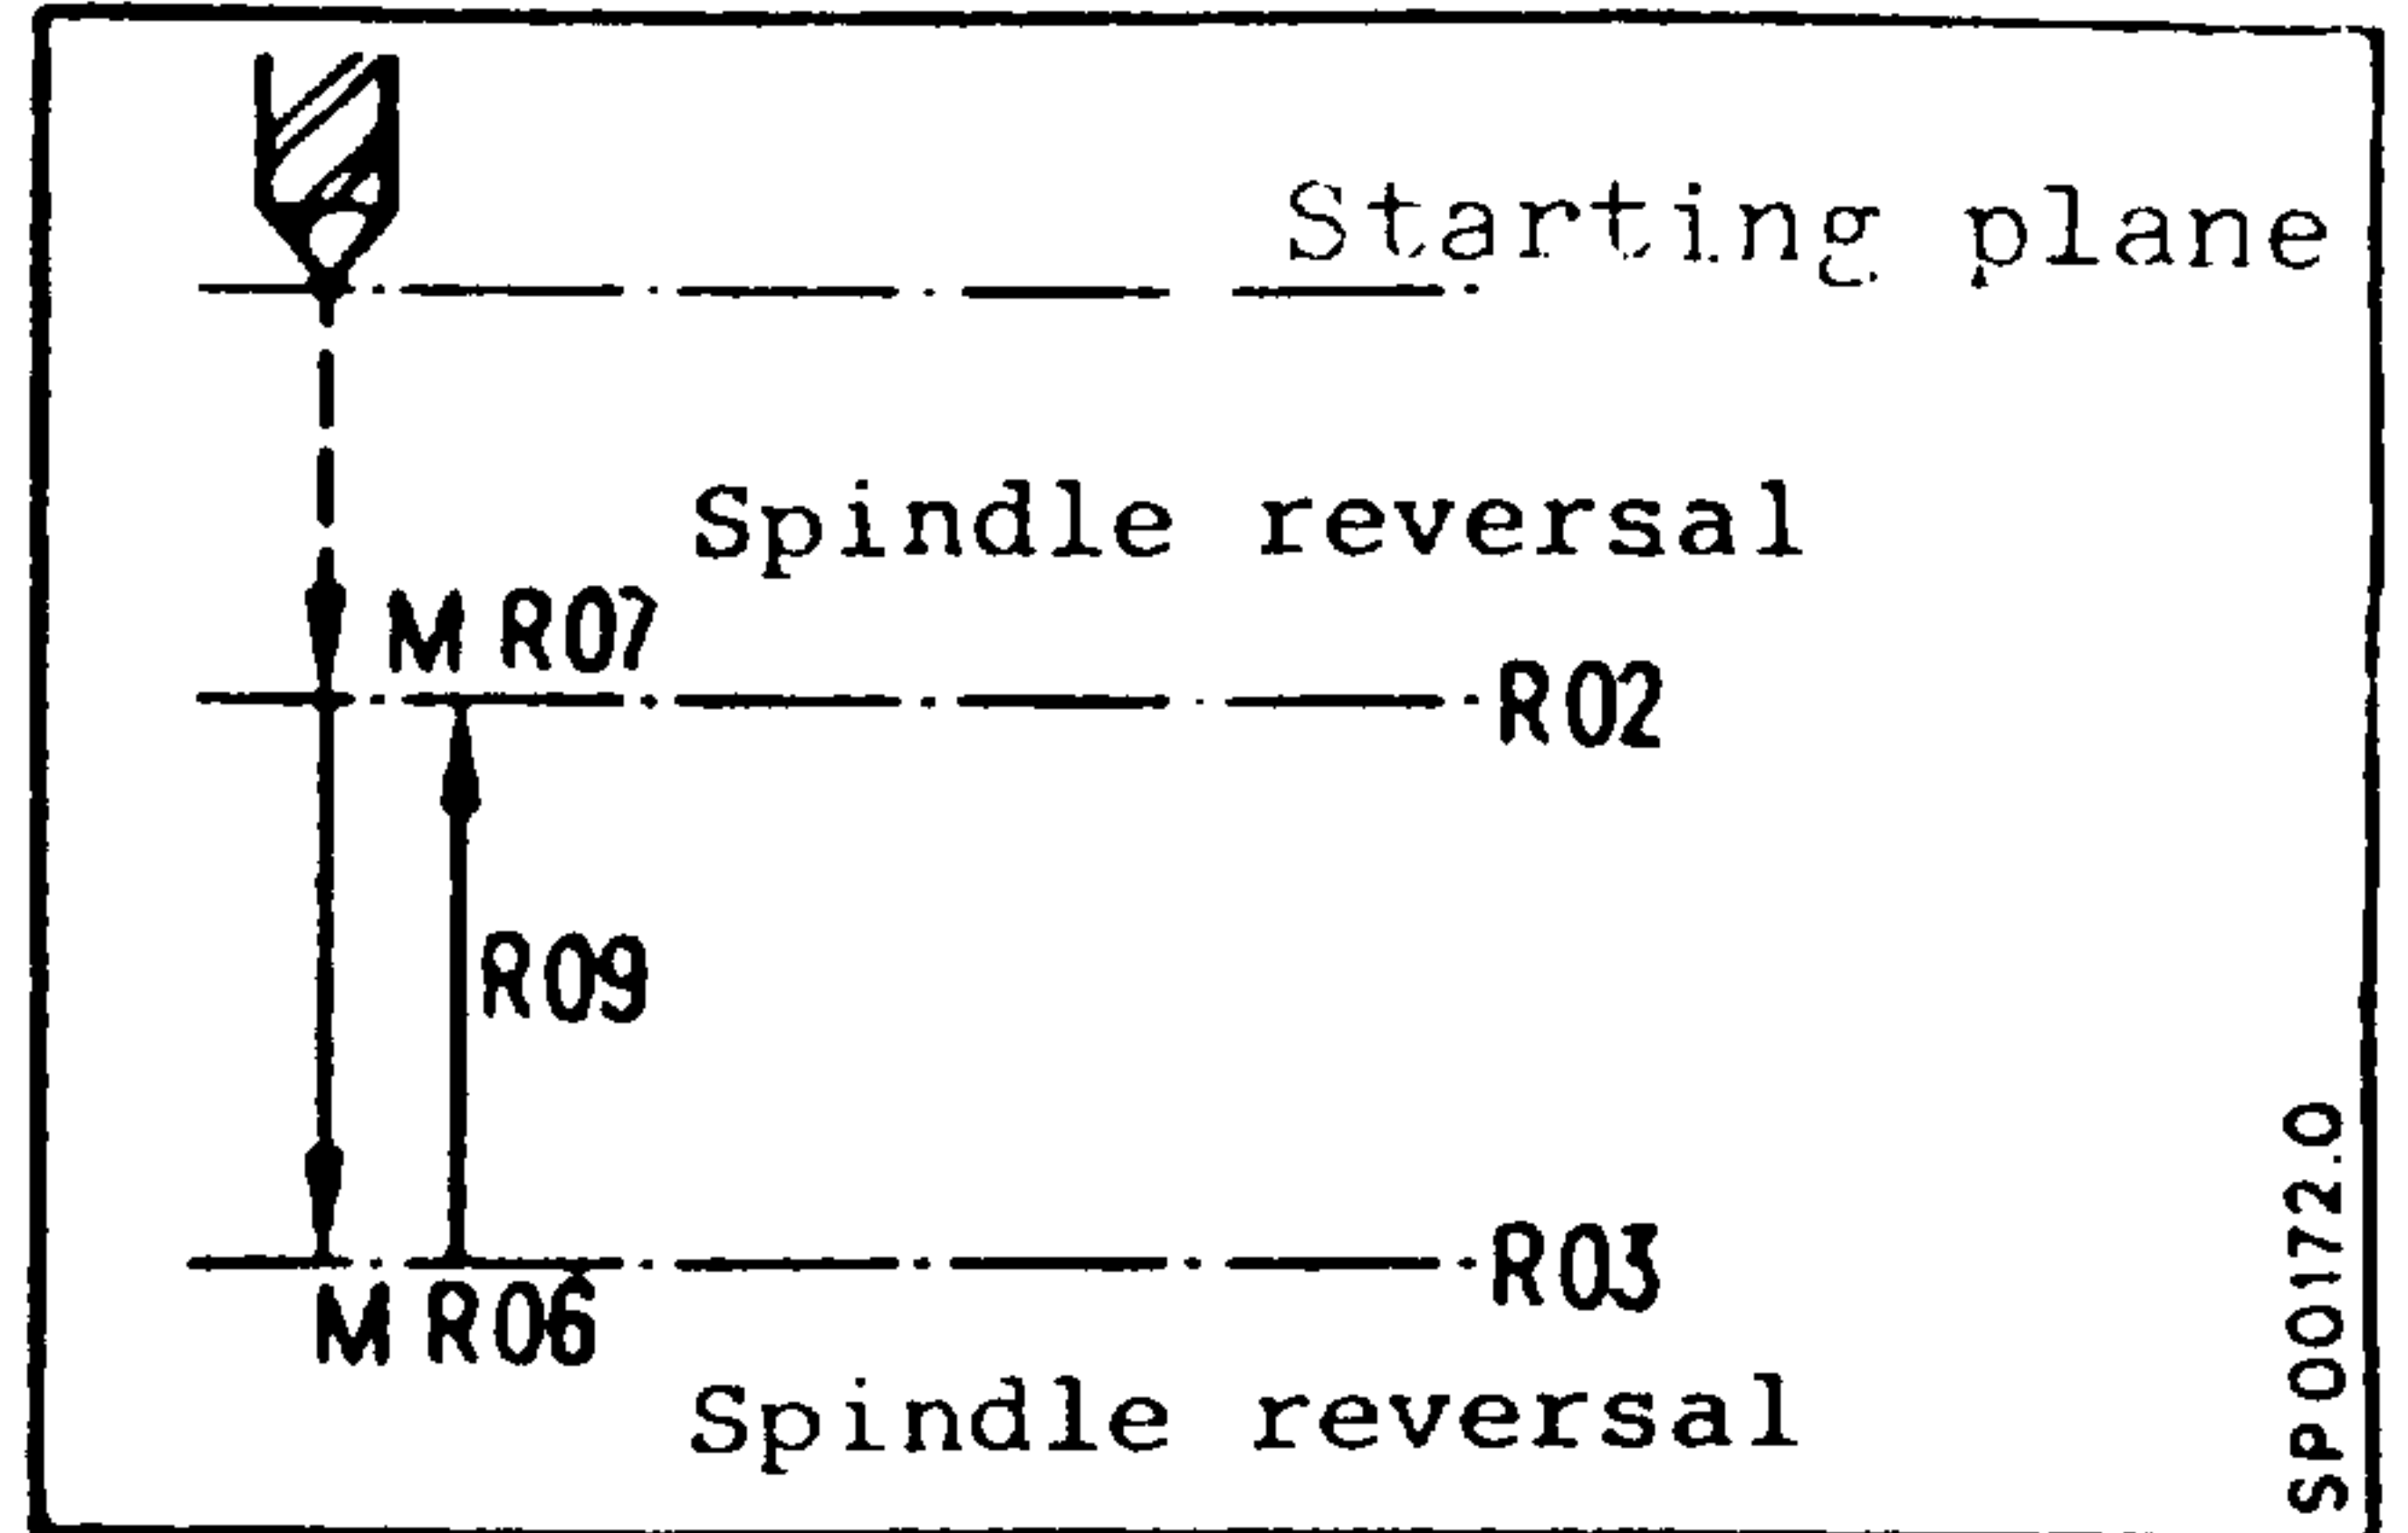 Starting plane
Spindle reversal
M R07
R02
R09
R03
M R06
Spindle reversal
SP00172.0